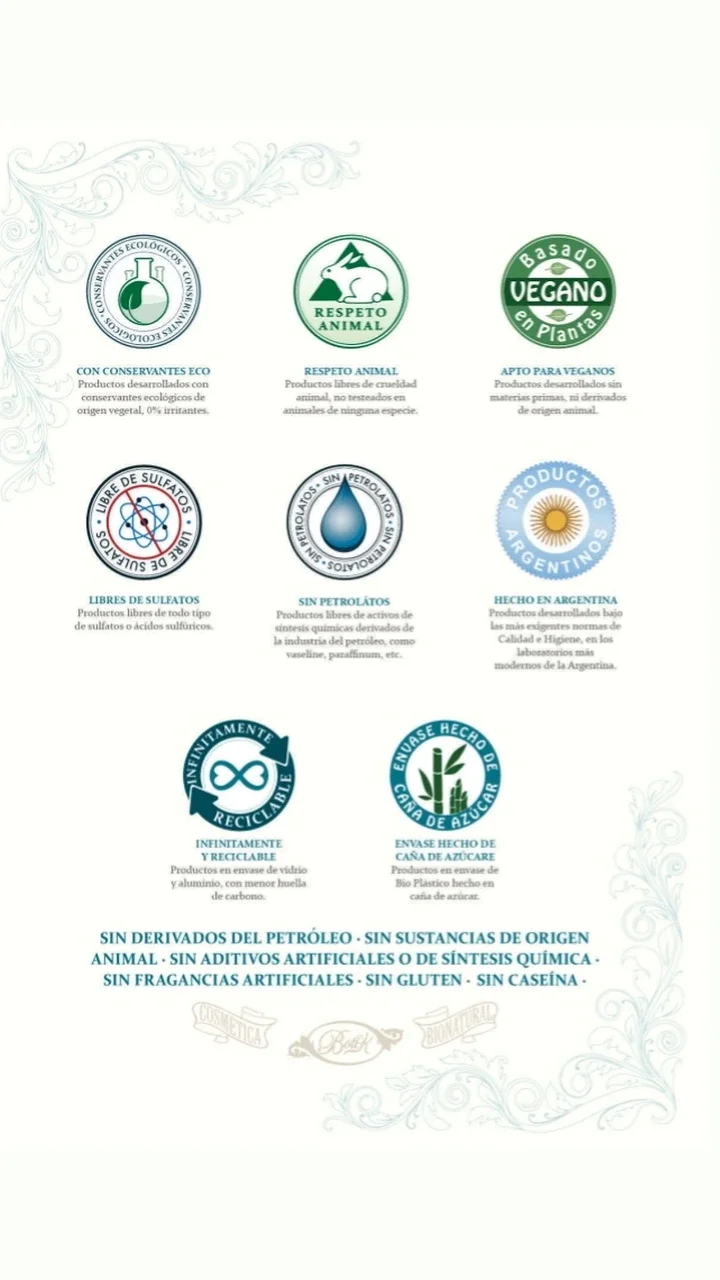 CONSERVANTES ECOLÓGICOS · CONSERVANTES ECOLÓGICOS ·
CON CONSERVANTES ECO
Productos desarrollados con
conservantes ecológicos de
origen vegetal, 0% irritantes.
RESPETO
ANIMAL
RESPETO ANIMAL
Productos libres de crueldad
animal, no testeados en
animales de ninguna especie.
Basado
VEGANO
en Plantas
APTO PARA VEGANOS
Productos desarrollados sin
materias primas, ni derivados
de origen animal.
LIBRE DE SULFATOS · LIBRE DE SULFATOS ·
LIBRES DE SULFATOS
Productos libres de todo tipo
de sulfatos o ácidos sulfúricos.
SIN PETROLATOS · SIN PETROLATOS · SIN PETROLATOS ·
SIN PETROLÁTOS
Productos libres de activos de
síntesis químicas derivados de
la industria del petróleo, como
vaseline, paraffinum, etc.
PRODUCTOS
ARGENTINOS
HECHO EN ARGENTINA
Productos desarrollados bajo
las más exigentes normas de
Calidad e Higiene, en los
laboratorios más
modernos de la Argentina.
INFINITAMENTE
RECICLABLE
INFINITAMENTE
Y RECICLABLE
Productos en envase de vidrio
y aluminio, con menor huella
de carbono.
ENVASE HECHO DE
CAÑA DE AZÚCAR
ENVASE HECHO DE
CAÑA DE AZÚCARE
Productos en envase de
Bio Plástico hecho en
caña de azúcar.
SIN DERIVADOS DEL PETRÓLEO · SIN SUSTANCIAS DE ORIGEN
ANIMAL · SIN ADITIVOS ARTIFICIALES O DE SÍNTESIS QUÍMICA ·
SIN FRAGANCIAS ARTIFICIALES · SIN GLUTEN · SIN CASEÍNA ·
COSMETICA
BIONATURAL